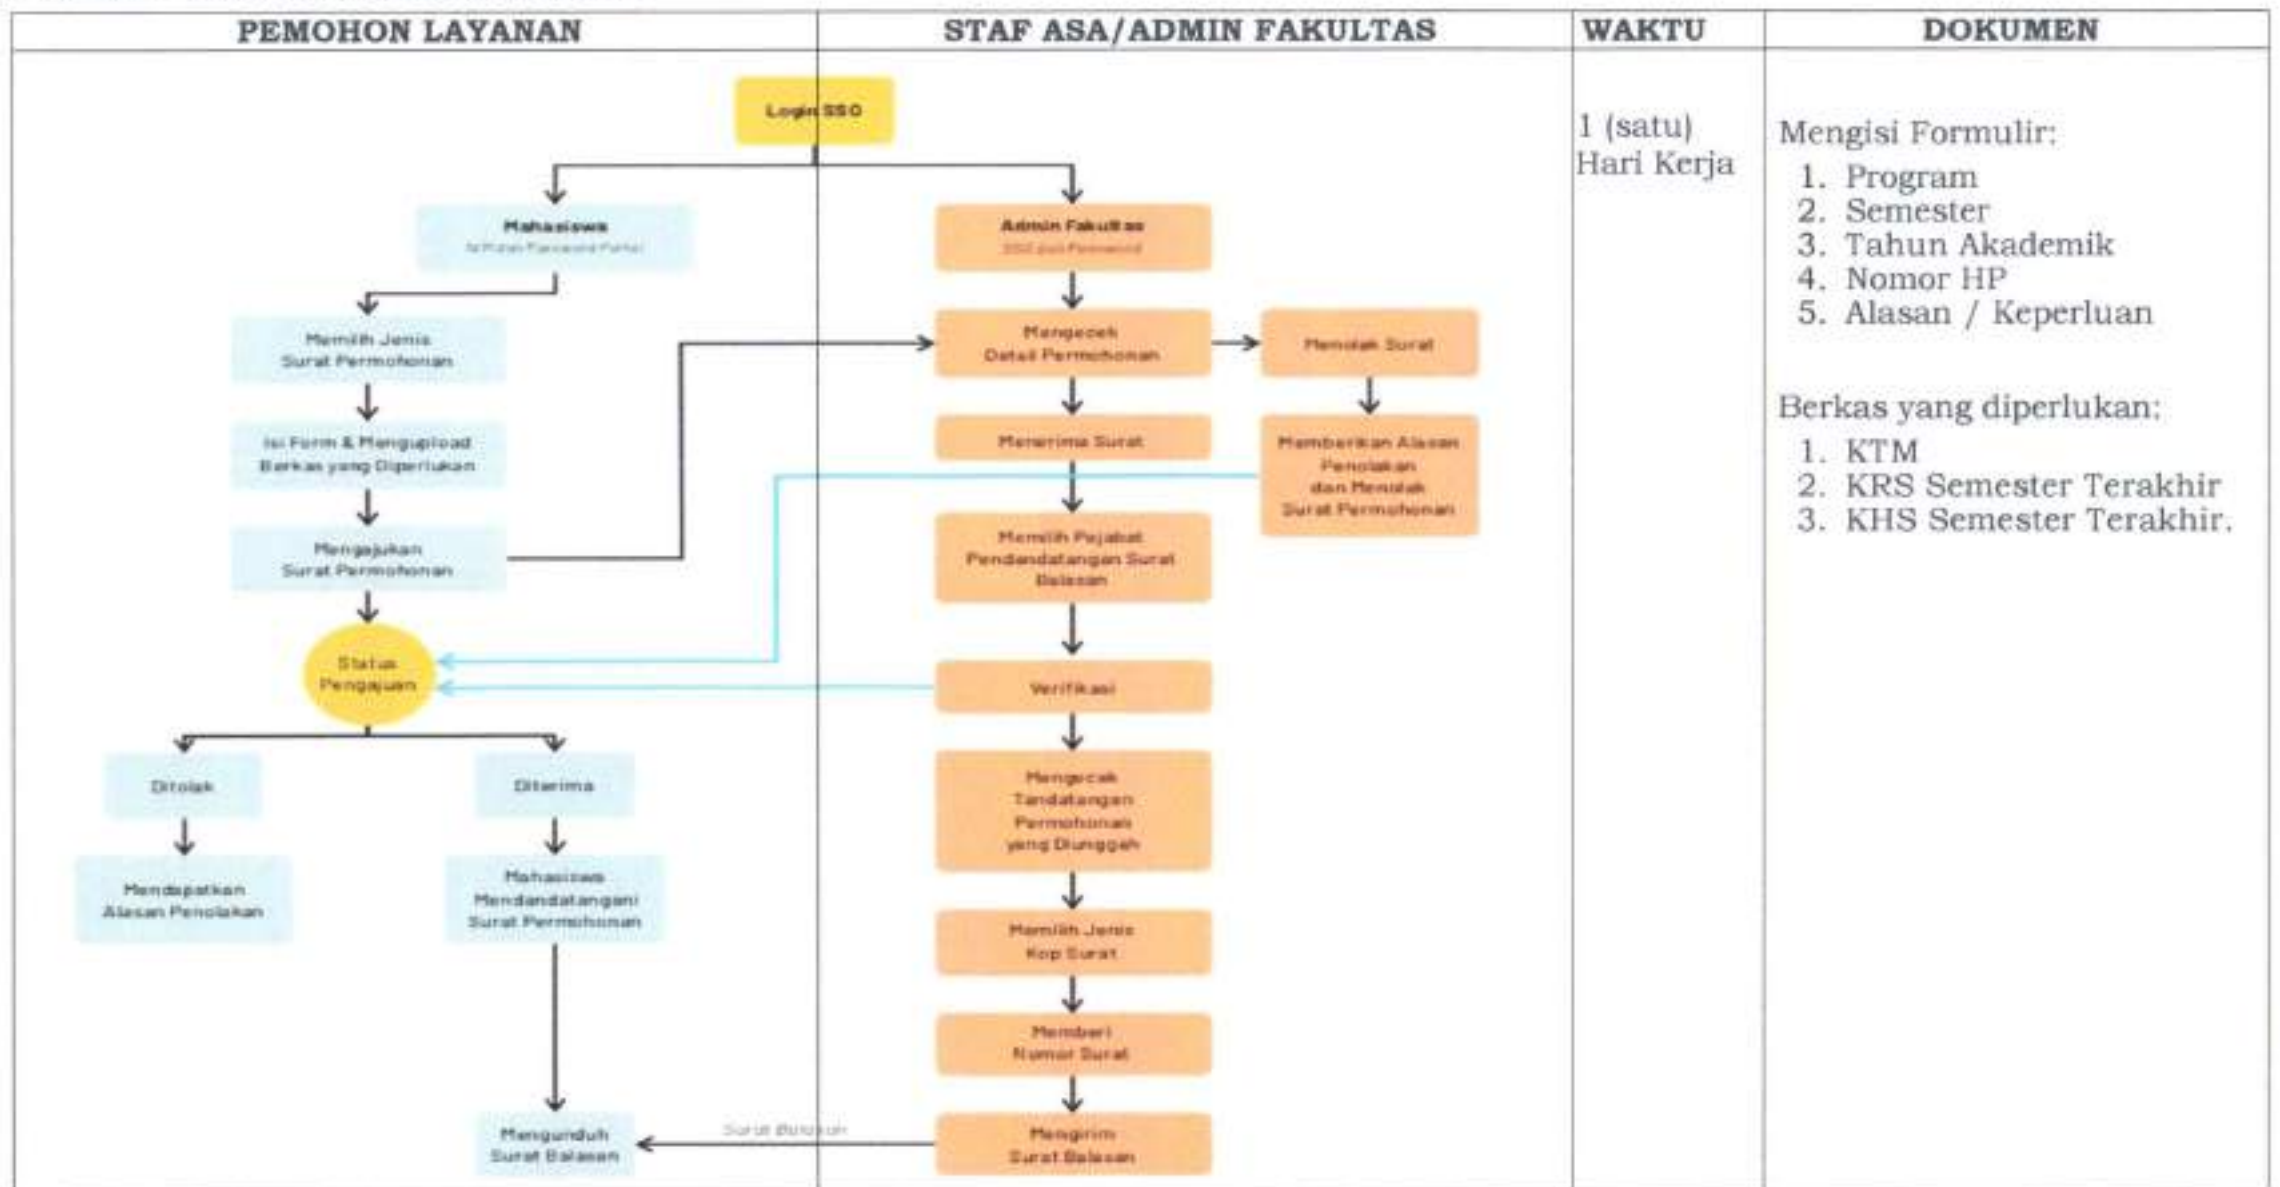 PEMOHON LAYANAN
STAF ASA/ADMIN FAKULTAS
WAKTU
DOKUMEN
Login SSO
Mahasiswa
Admin Fakultas
Memilih Jenis
Surat Permohonan
Isi Form & Mengupload
Berkas yang Diperlukan
Mengajukan
Surat Permohonan
Status
Pengajuan
Ditolak
Diterima
Mendapatkan
Alasan Penolakan
Mahasiswa
Mendandatangani
Surat Permohonan
Mengunduh
Surat Balasan
Surat Balasan
Mengecek
Detail Permohonan
Menolak Surat
Menerima Surat
Memberikan Alasan
Penolakan
dan Menolak
Surat Permohonan
Memilih Pejabat
Pendandatangan Surat
Balasan
Verifikasi
Mengecek
Tandatangan
Permohonan
yang Diunggah
Memilih Jenis
Kop Surat
Memberi
Nomor Surat
Mengirim
Surat Balasan
1 (satu)
Hari Kerja
Mengisi Formulir:
1. Program
2. Semester
3. Tahun Akademik
4. Nomor HP
5. Alasan / Keperluan
Berkas yang diperlukan:
1. KTM
2. KRS Semester Terakhir
3. KHS Semester Terakhir.